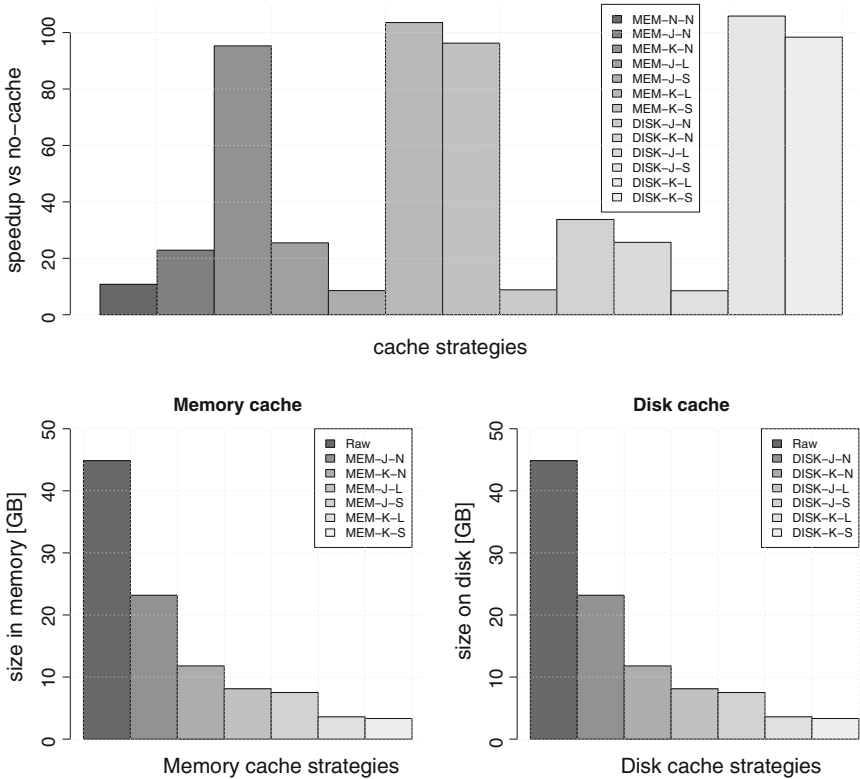 speedup vs no−cache
0
20
40
60
80
100
MEM−N−N
MEM−J−N
MEM−K−N
MEM−J−L
MEM−J−S
MEM−K−L
MEM−K−S
DISK−J−N
DISK−K−N
DISK−J−L
DISK−J−S
DISK−K−L
DISK−K−S
cache strategies
Memory cache
size in memory [GB]
0
10
20
30
40
50
Raw
MEM−J−N
MEM−K−N
MEM−J−L
MEM−J−S
MEM−K−L
MEM−K−S
Memory cache strategies
Disk cache
size on disk [GB]
0
10
20
30
40
50
Raw
DISK−J−N
DISK−K−N
DISK−J−L
DISK−J−S
DISK−K−L
DISK−K−S
Disk cache strategies